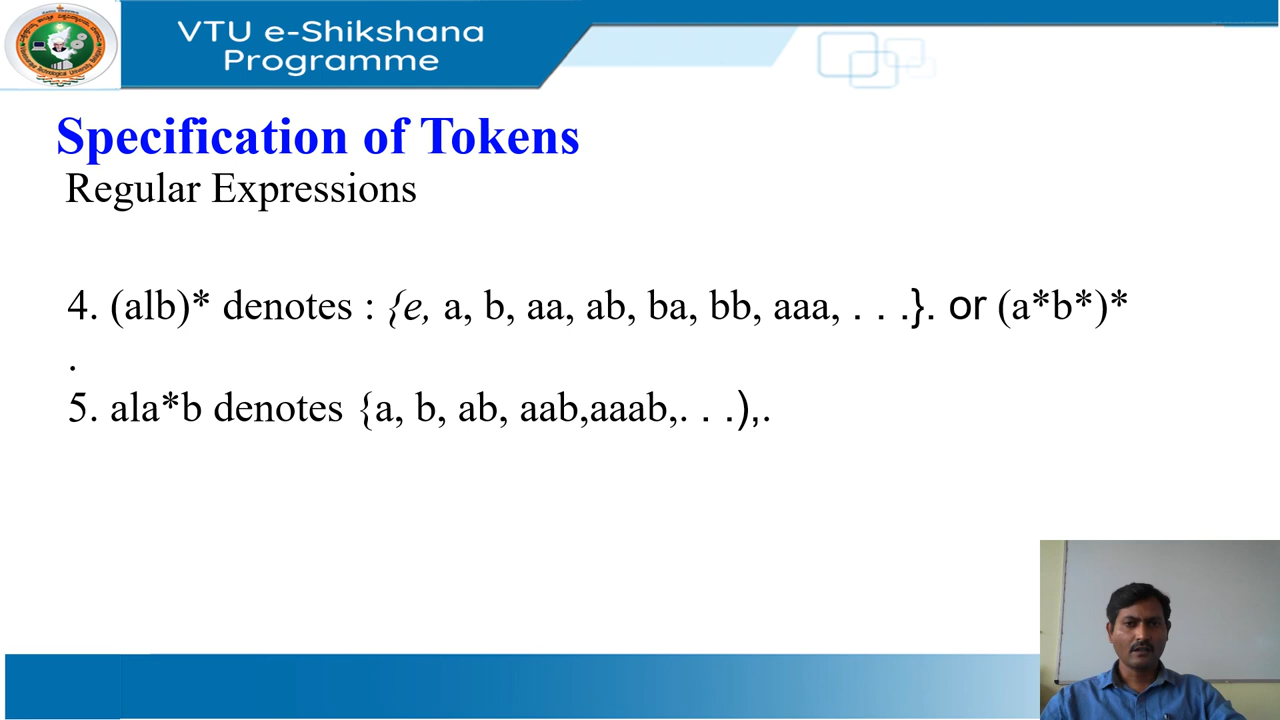 VTU e-Shikshana
Programme
Specification of Tokens
Regular Expressions
4. (alb)* denotes : {e, a, b, aa, ab, ba, bb, aaa, . . .}. or (a*b*)*
.
5. ala*b denotes {a, b, ab, aab,aaab,. . .),.